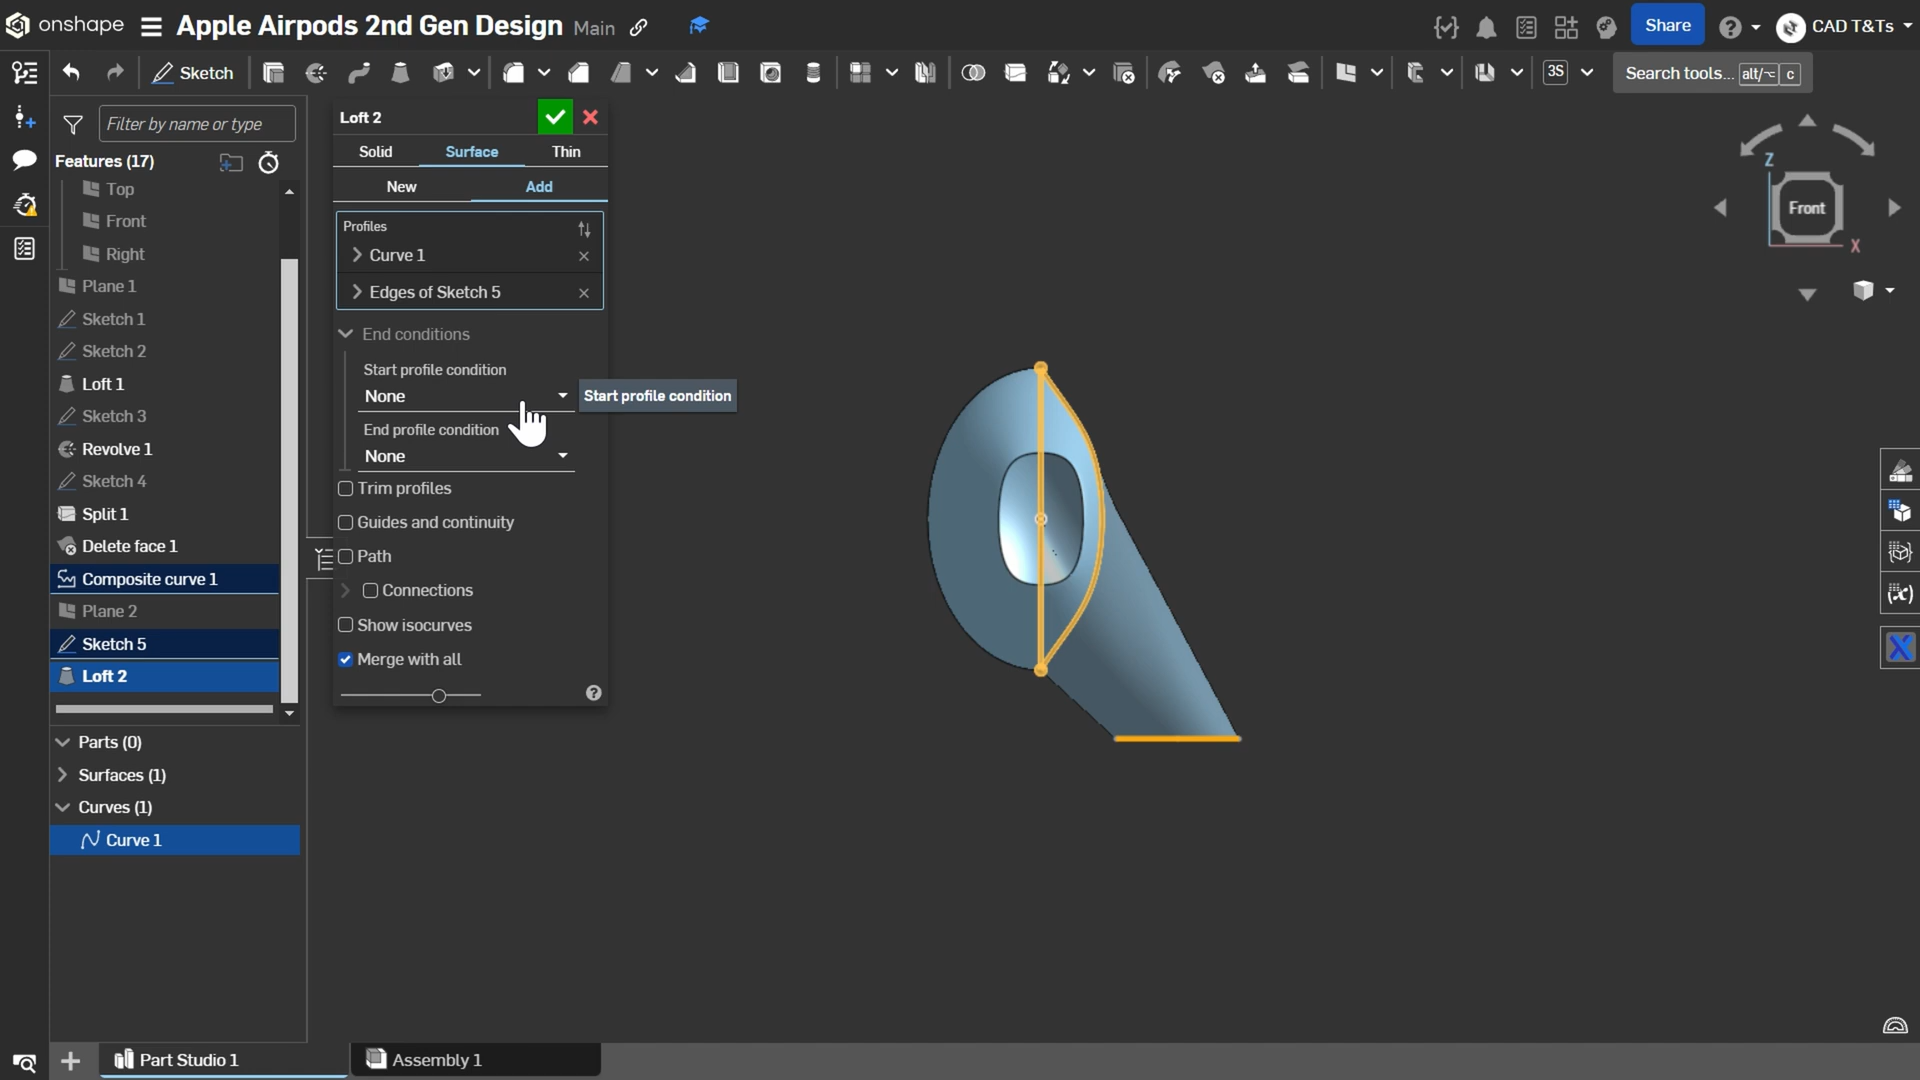 onshape Apple Airpods 2nd Gen Design Main Share CAD T&Ts
Sketch 3S Search tools... alt/⌥ c
Filter by name or type
Features (17)
Top
Front
Right
Plane 1
Sketch 1
Sketch 2
Loft 1
Sketch 3
Revolve 1
Sketch 4
Split 1
Delete face 1
Composite curve 1
Plane 2
Sketch 5
Loft 2
Parts (0)
Surfaces (1)
Curves (1)
Curve 1
Loft 2
Solid Surface Thin
New Add
Profiles
Curve 1
Edges of Sketch 5
End conditions
Start profile condition
None
Start profile condition
End profile condition
None
Trim profiles
Guides and continuity
Path
Connections
Show isocurves
Merge with all
Z
Front
X
Part Studio 1
Assembly 1